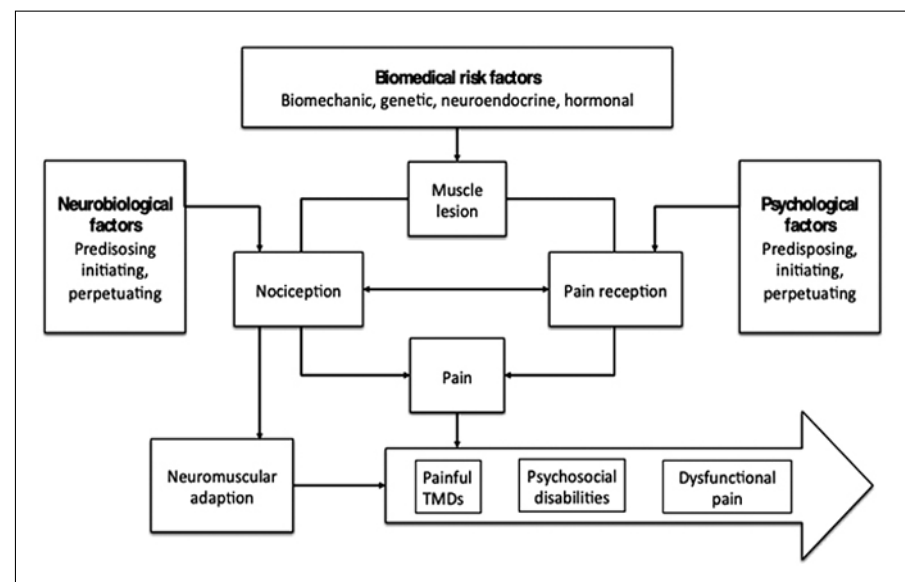 Biomedical risk factors
Biomechanic, genetic, neuroendocrine, hormonal
Muscle
lesion
Neurobiological
factors
Predisosing
initiating,
perpetuating
Psychological
factors
Predisposing,
initiating,
perpetuating
Nociception
Pain reception
Pain
Neuromuscular
adaption
Painful
TMDs
Psychosocial
disabilities
Dysfunctional
pain